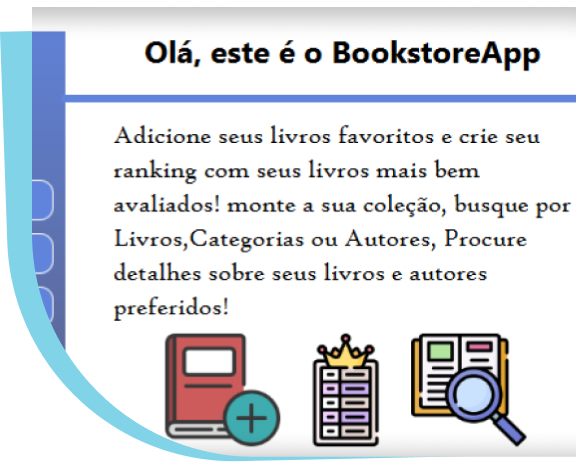 Olá, este é o BookstoreApp
Adicione seus livros favoritos e crie seu
ranking com seus livros mais bem
avaliados! monte a sua coleção, busque por
Livros,Categorias ou Autores, Procure
detalhes sobre seus livros e autores
preferidos!